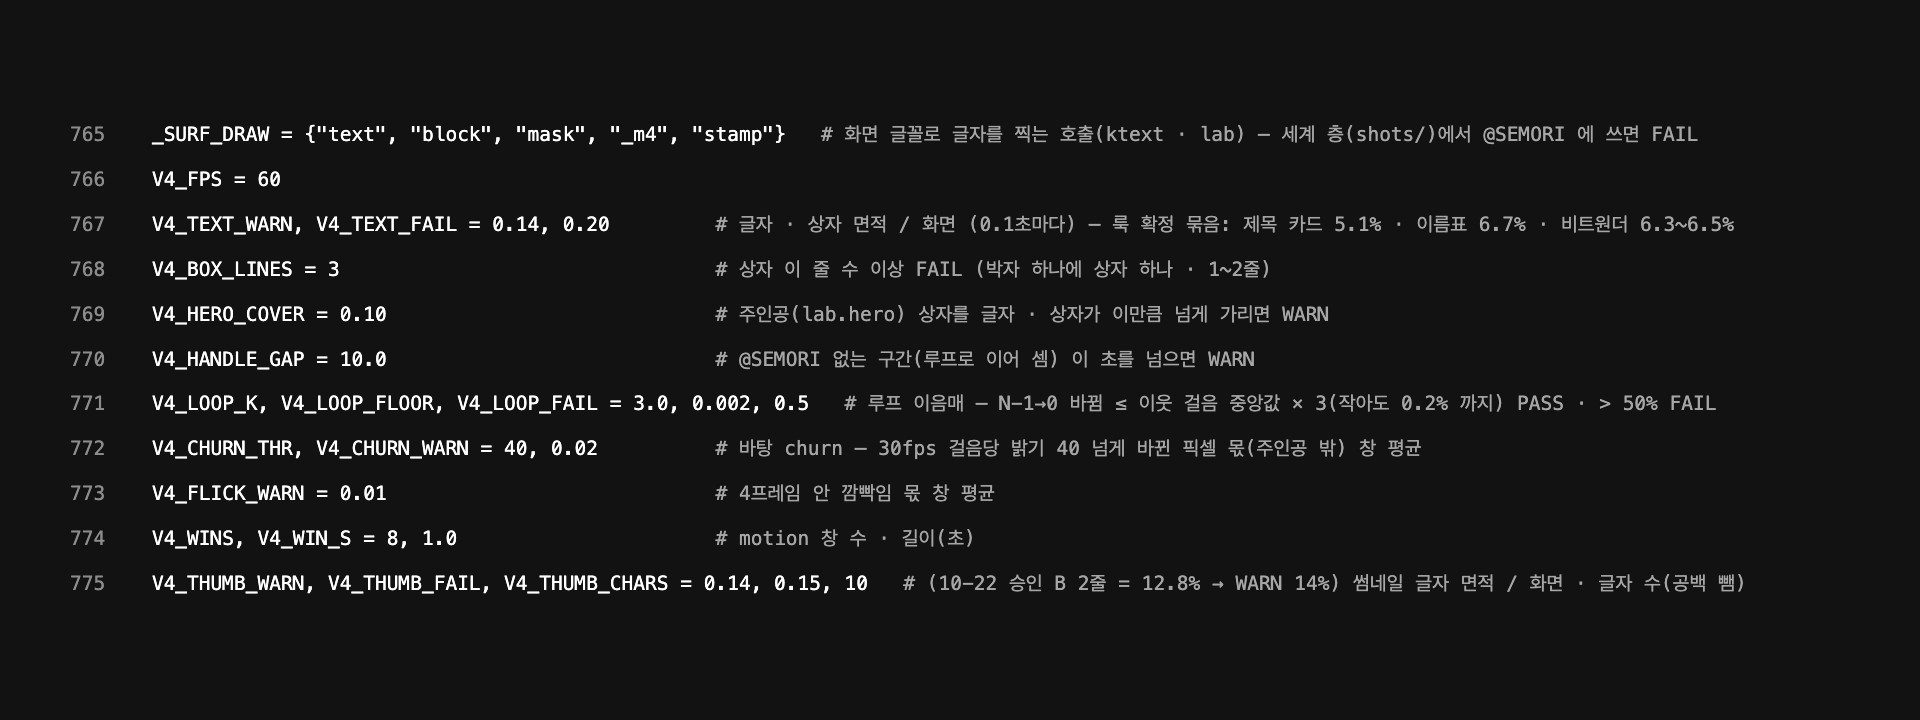 765 _SURF_DRAW = {"text", "block", "mask", "_m4", "stamp"} # 화면 글꼴로 글자를 찍는 호출(ktext · lab) — 세계 층(shots/)에서 @SEMORI 에 쓰면 FAIL
766 V4_FPS = 60
767 V4_TEXT_WARN, V4_TEXT_FAIL = 0.14, 0.20 # 글자 · 상자 면적 / 화면 (0.1초마다) — 룩 확정 묶음: 제목 카드 5.1% · 이름표 6.7% · 비트원더 6.3~6.5%
768 V4_BOX_LINES = 3 # 상자 이 줄 수 이상 FAIL (박자 하나에 상자 하나 · 1~2줄)
769 V4_HERO_COVER = 0.10 # 주인공(lab.hero) 상자를 글자 · 상자가 이만큼 넘게 가리면 WARN
770 V4_HANDLE_GAP = 10.0 # @SEMORI 없는 구간(루프로 이어 셈) 이 초를 넘으면 WARN
771 V4_LOOP_K, V4_LOOP_FLOOR, V4_LOOP_FAIL = 3.0, 0.002, 0.5 # 루프 이음매 — N-1→0 바뀜 ≤ 이웃 걸음 중앙값 × 3(작아도 0.2% 까지) PASS · > 50% FAIL
772 V4_CHURN_THR, V4_CHURN_WARN = 40, 0.02 # 바탕 churn — 30fps 걸음당 밝기 40 넘게 바뀐 픽셀 몫(주인공 밖) 창 평균
773 V4_FLICK_WARN = 0.01 # 4프레임 안 깜빡임 몫 창 평균
774 V4_WINS, V4_WIN_S = 8, 1.0 # motion 창 수 · 길이(초)
775 V4_THUMB_WARN, V4_THUMB_FAIL, V4_THUMB_CHARS = 0.14, 0.15, 10 # (10-22 승인 B 2줄 = 12.8% → WARN 14%) 썸네일 글자 면적 / 화면 · 글자 수(공백 뺌)